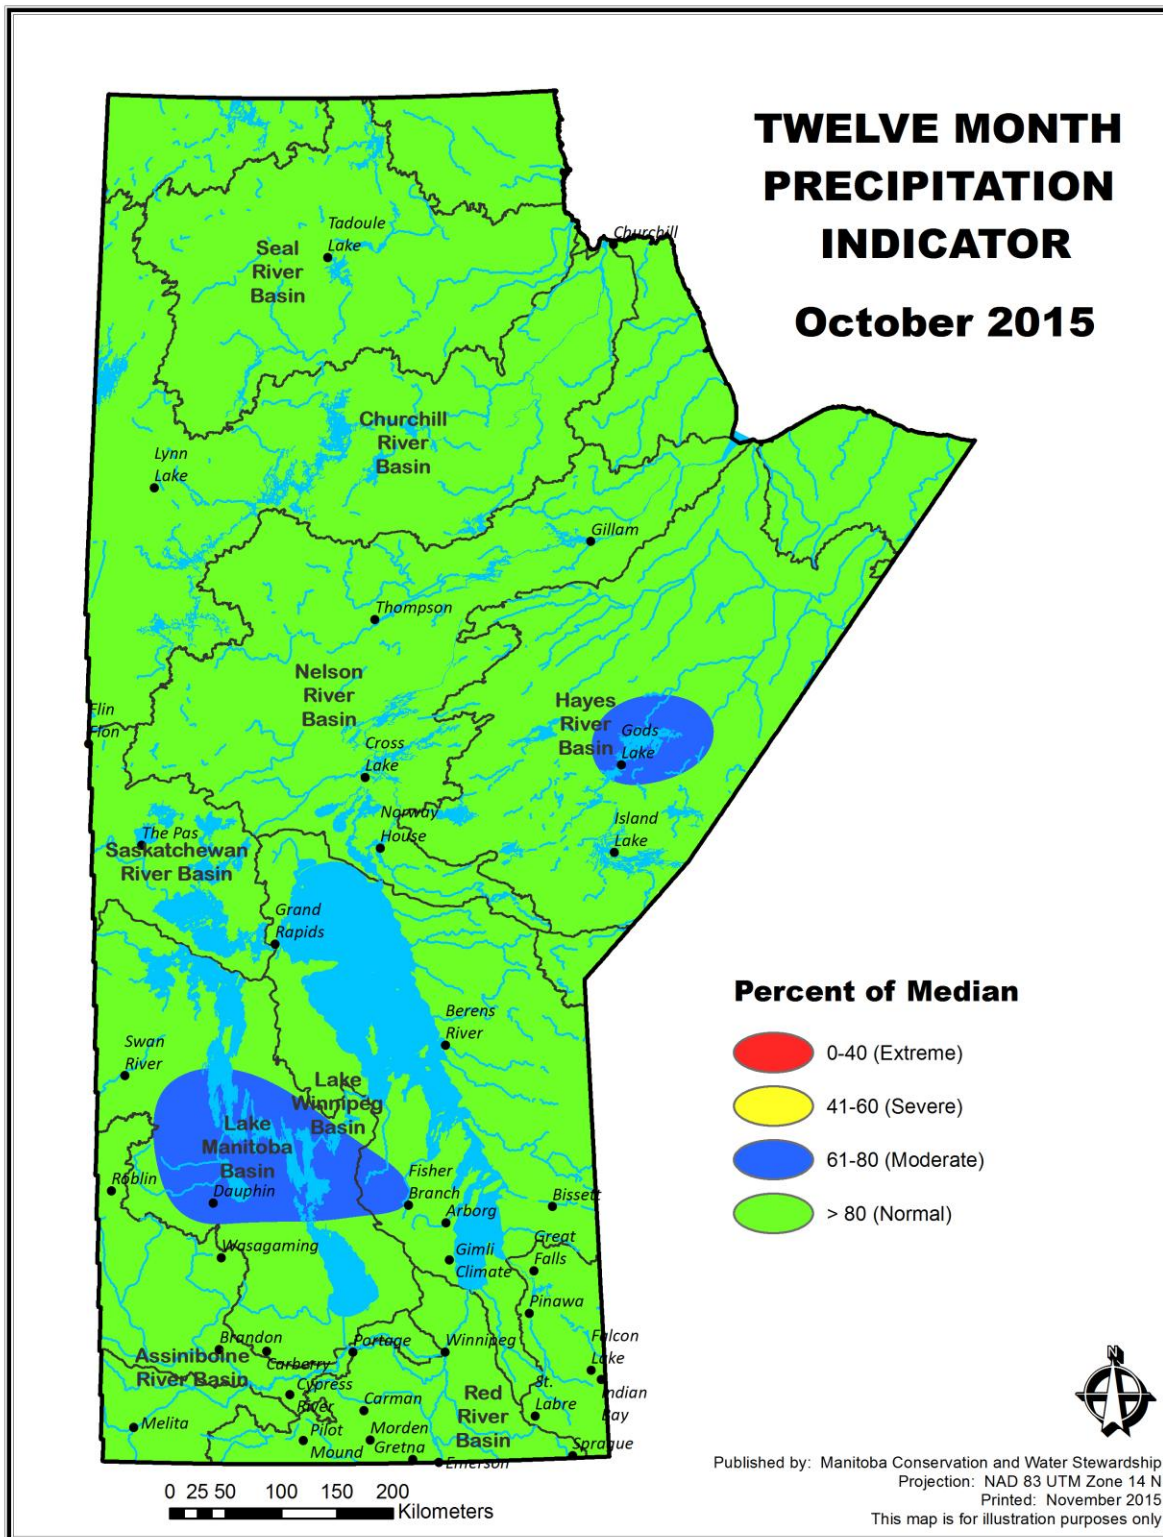 TWELVE MONTH
PRECIPITATION
INDICATOR
October 2015
Tadoule
Lake
Seal
River
Basin
Churchill
Churchill
River
Basin
Lynn
Lake
Gillam
Thompson
Nelson
River
Basin
Hayes
River
Basin
Flin
Flon
Gods
Lake
Cross
Lake
Norway
House
Island
Lake
The Pas
Saskatchewan
River Basin
Grand
Rapids
Percent of Median
0-40 (Extreme)
41-60 (Severe)
61-80 (Moderate)
> 80 (Normal)
Berens
River
Swan
River
Lake
Winnipeg
Basin
Lake
Manitoba
Basin
Roblin
Dauphin
Fisher
Branch
Bissett
Arborg
Wasagaming
Gimli
Climate
Great
Falls
Pinawa
Brandon
Carberry
Portage
Winnipeg
Falcon
Lake
Assiniboine
River Basin
Cypress
River
Carman
Red
River
Basin
St.
Labre
Indian
Bay
Melita
Pilot
Mound
Morden
Gretna
Emerson
Sprague
0 25 50 100 150 200
Kilometers
N
Published by: Manitoba Conservation and Water Stewardship
Projection: NAD 83 UTM Zone 14 N
Printed: November 2015
This map is for illustration purposes only